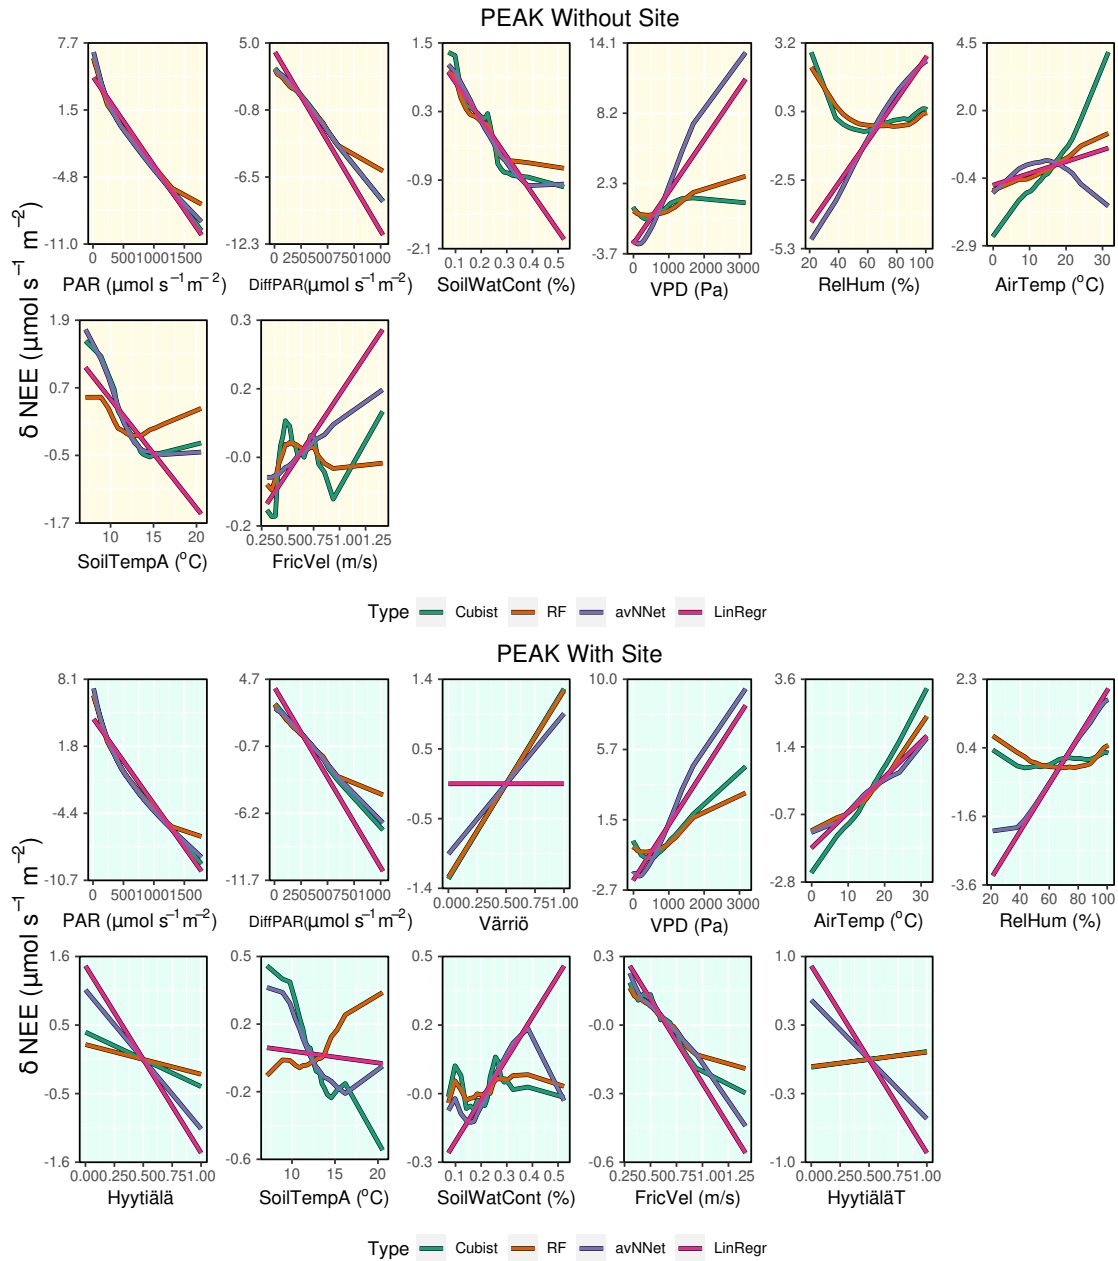 PEAK Without Site
7.7
1.5
-4.8
-11.0
0 50010001500
PAR (μmol s⁻¹m⁻²)
5.0
-0.8
-6.5
-12.3
0 2505007501000
DiffPAR(μmol s⁻¹m⁻²)
1.5
0.3
-0.9
-2.1
0.1 0.2 0.3 0.4 0.5
SoilWatCont (%)
14.1
8.2
2.3
-3.7
0 1000 2000 3000
VPD (Pa)
3.2
0.3
-2.5
-5.3
20 40 60 80 100
RelHum (%)
4.5
2.0
-0.4
-2.9
0 10 20 30
AirTemp (°C)
δ NEE (μmol s⁻¹ m⁻²)
1.9
0.7
-0.5
-1.7
10 15 20
SoilTempA (°C)
0.3
0.2
-0.0
-0.2
0.250.500.751.001.25
FricVel (m/s)
Type Cubist RF avNNet LinRegr
PEAK With Site
8.1
1.8
-4.4
-10.7
0 50010001500
PAR (μmol s⁻¹m⁻²)
4.7
-0.7
-6.2
-11.7
0 2505007501000
DiffPAR(μmol s⁻¹m⁻²)
1.4
0.5
-0.5
-1.4
0.000.250.500.751.00
Värriö
10.0
5.7
1.5
-2.7
0 1000 2000 3000
VPD (Pa)
3.6
1.4
-0.7
-2.8
0 10 20 30
AirTemp (°C)
2.3
0.4
-1.6
-3.6
20 40 60 80 100
RelHum (%)
δ NEE (μmol s⁻¹ m⁻²)
1.6
0.5
-0.5
-1.6
0.000.250.500.751.00
Hyytiälä
0.5
0.2
-0.2
-0.6
10 15 20
SoilTempA (°C)
0.5
0.2
-0.0
-0.3
0.1 0.2 0.3 0.4 0.5
SoilWatCont (%)
0.3
-0.0
-0.3
-0.6
0.250.500.751.001.25
FricVel (m/s)
1.0
0.3
-0.3
-1.0
0.000.250.500.751.00
HyytiäläT
Type Cubist RF avNNet LinRegr